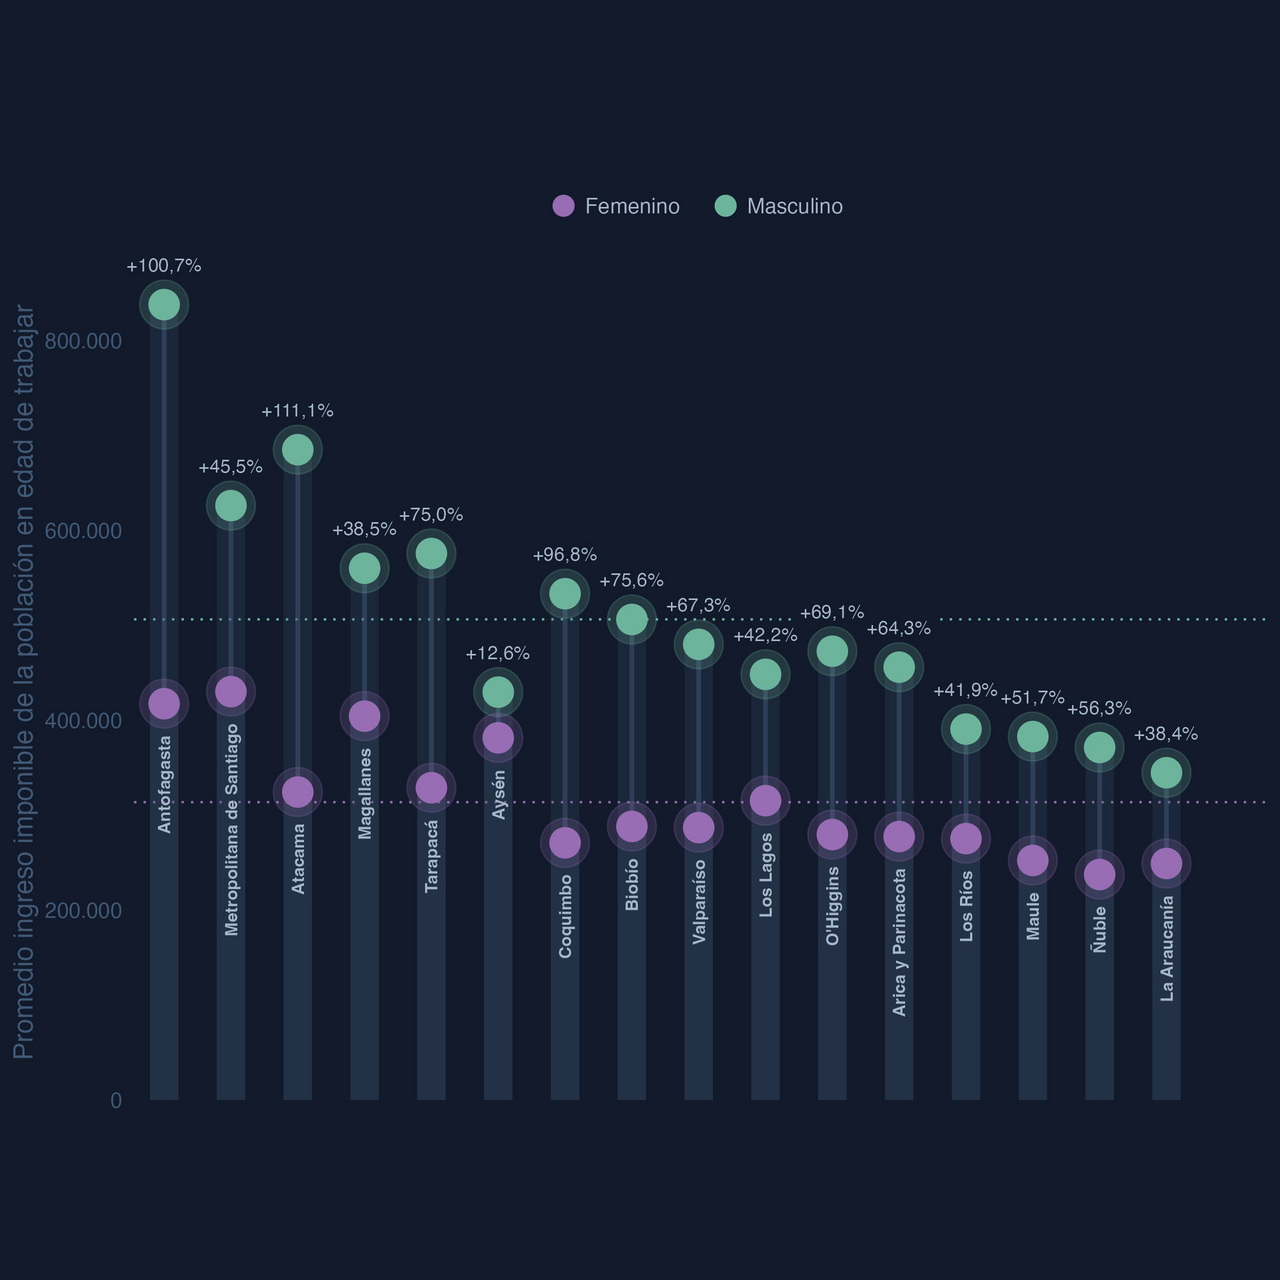 Femenino
Masculino
Promedio ingreso imponible de la población en edad de trabajar
800.000
600.000
400.000
200.000
0
+100,7%
+45,5%
+111,1%
+38,5%
+75,0%
+12,6%
+96,8%
+75,6%
+67,3%
+42,2%
+69,1%
+64,3%
+41,9%
+51,7%
+56,3%
+38,4%
Antofagasta
Metropolitana de Santiago
Atacama
Magallanes
Tarapacá
Aysén
Coquimbo
Biobío
Valparaíso
Los Lagos
O'Higgins
Arica y Parinacota
Los Ríos
Maule
Ñuble
La Araucanía